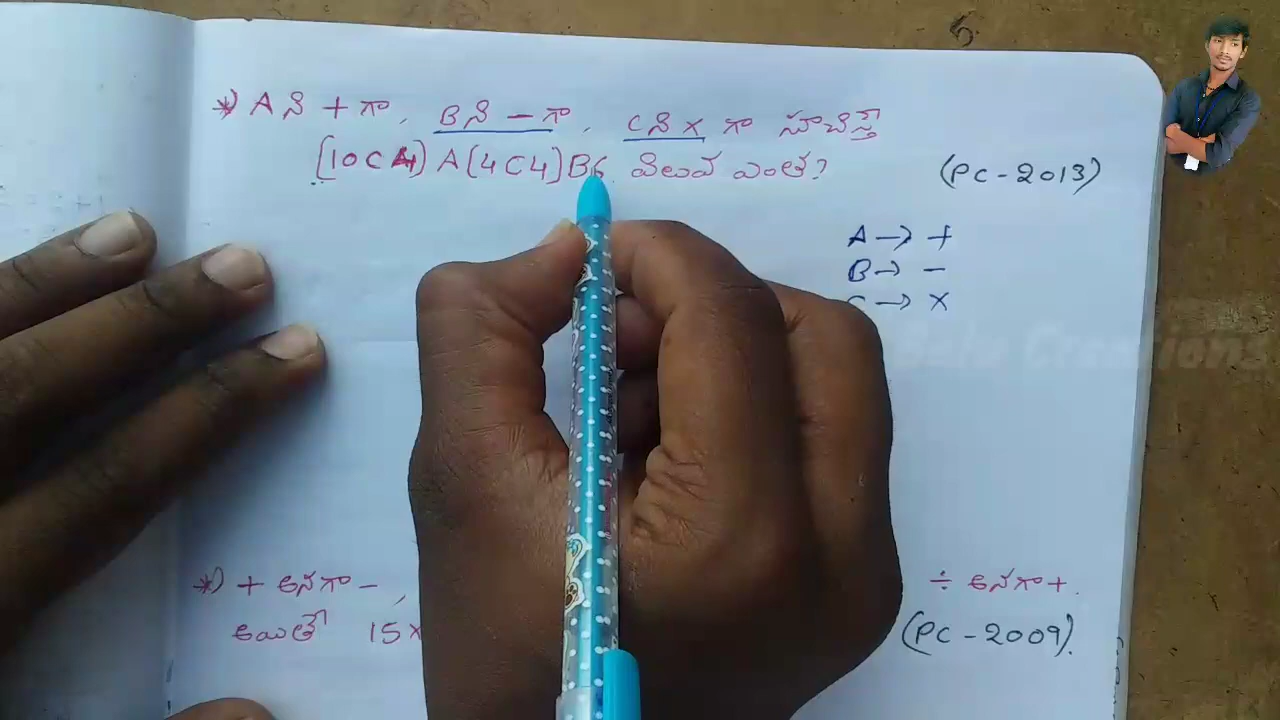 *) A ని + గా, B ని - గా, C ని × గా సూచిస్తే
(10 C 4) A (4 C 4) B 6 విలువ ఎంత? (PC-2013)
A → +
B → -
C → ×
*) + అనగా -, ÷ అనగా +.
అయితే 15× (PC-2009).